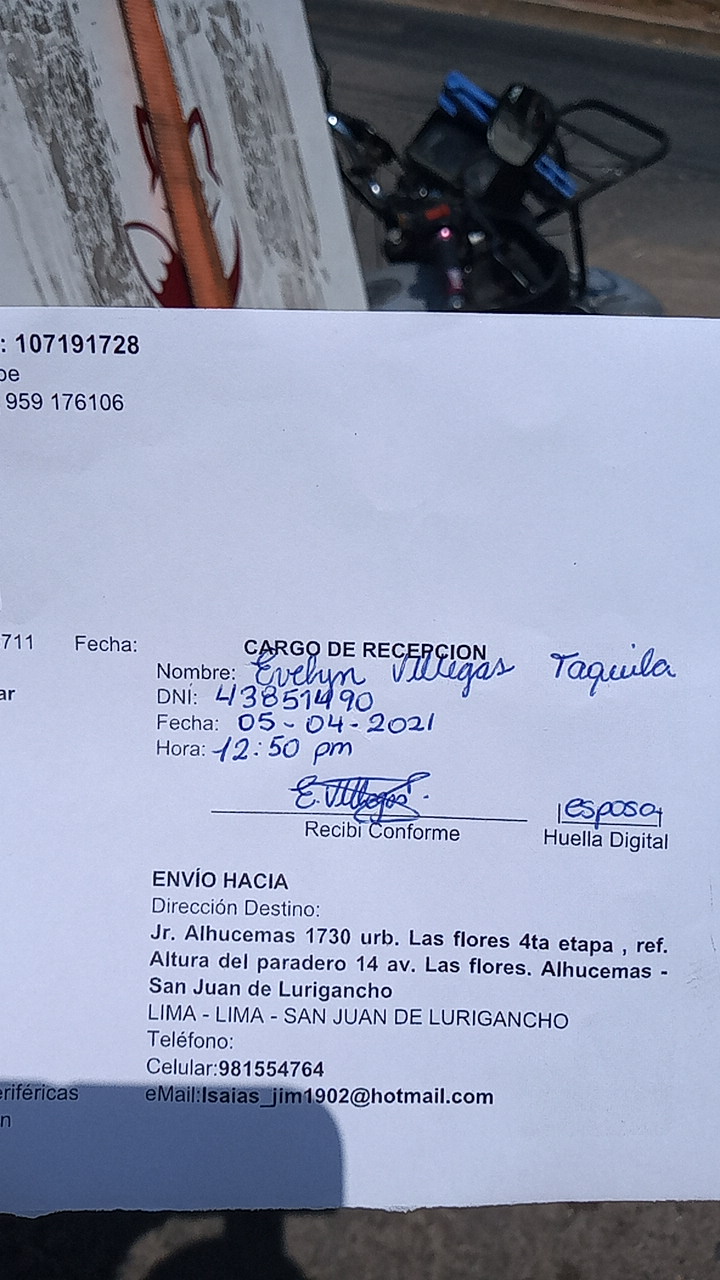 : 107191728
pe
959 176106
711 Fecha:
CARGO DE RECEPCION
Nombre: Evelyn Villegas Taquila
ar
DNÍ: 43851490
Fecha: 05-04-2021
Hora: 12:50 pm
E. Villegas.
esposa
Recibi Conforme
Huella Digital
ENVÍO HACIA
Dirección Destino:
Jr. Alhucemas 1730 urb. Las flores 4ta etapa , ref.
Altura del paradero 14 av. Las flores. Alhucemas -
San Juan de Lurigancho
LIMA - LIMA - SAN JUAN DE LURIGANCHO
Teléfono:
Celular:981554764
eriféricas
eMail:Isaias_jim1902@hotmail.com
n